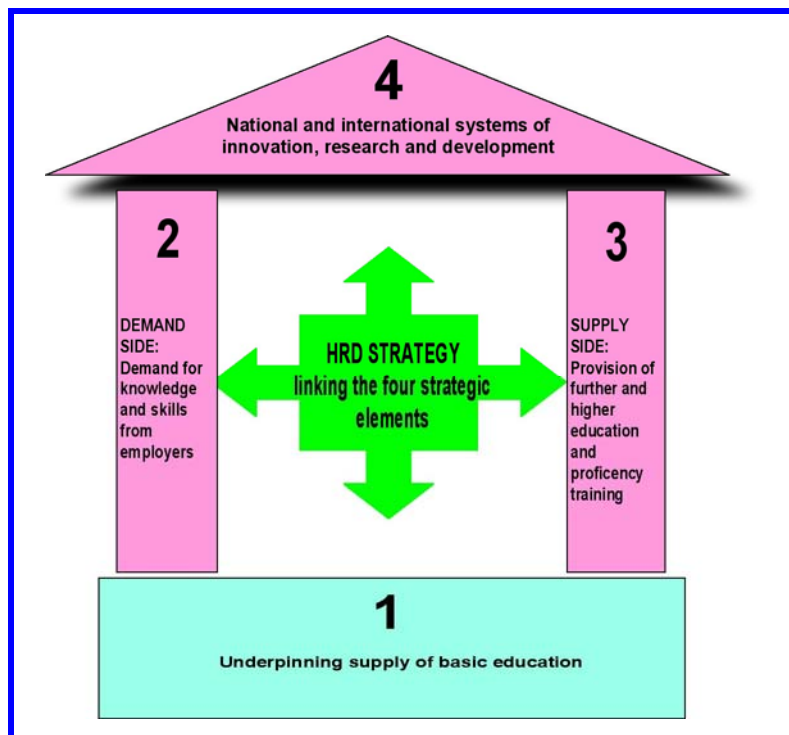 4
National and international systems of
innovation, research and development
2
DEMAND
SIDE:
Demand for
knowledge
and skills
from
employers
HRD STRATEGY
linking the four strategic
elements
3
SUPPLY
SIDE:
Provision of
further and
higher
education
and
proficency
training
1
Underpinning supply of basic education